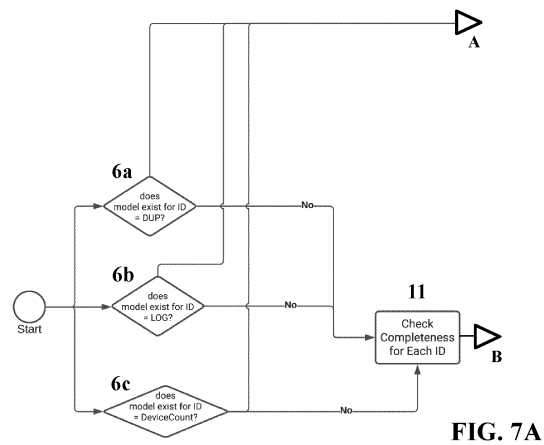 A
6a
does
model exist for ID
= DUP?
No
6b
does
model exist for ID
= LOG?
No
Start
11
Check
Completeness
for Each ID
B
6c
does
model exist for ID
= DeviceCount?
No
FIG. 7A